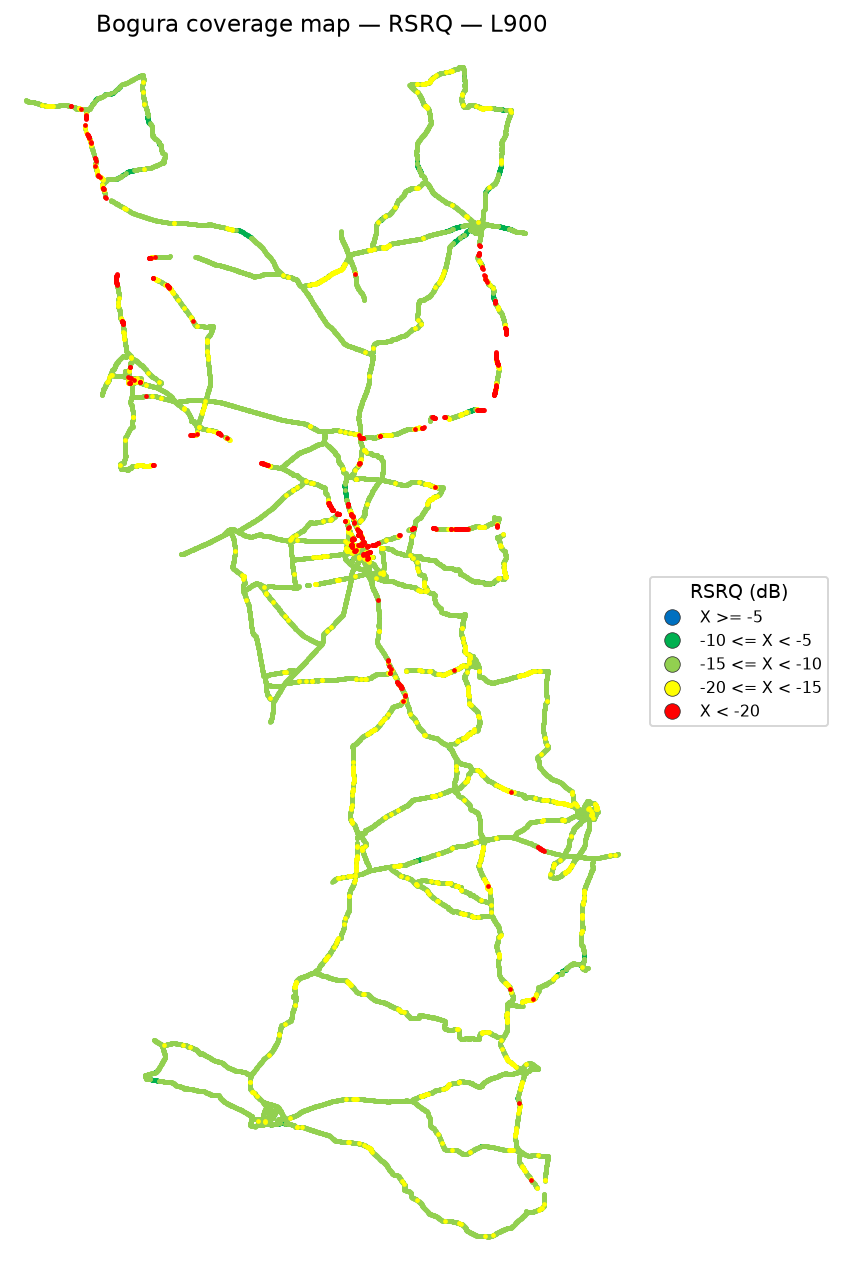 Bogura coverage map — RSRQ — L900
RSRQ (dB)
X >= -5
-10 <= X < -5
-15 <= X < -10
-20 <= X < -15
X < -20